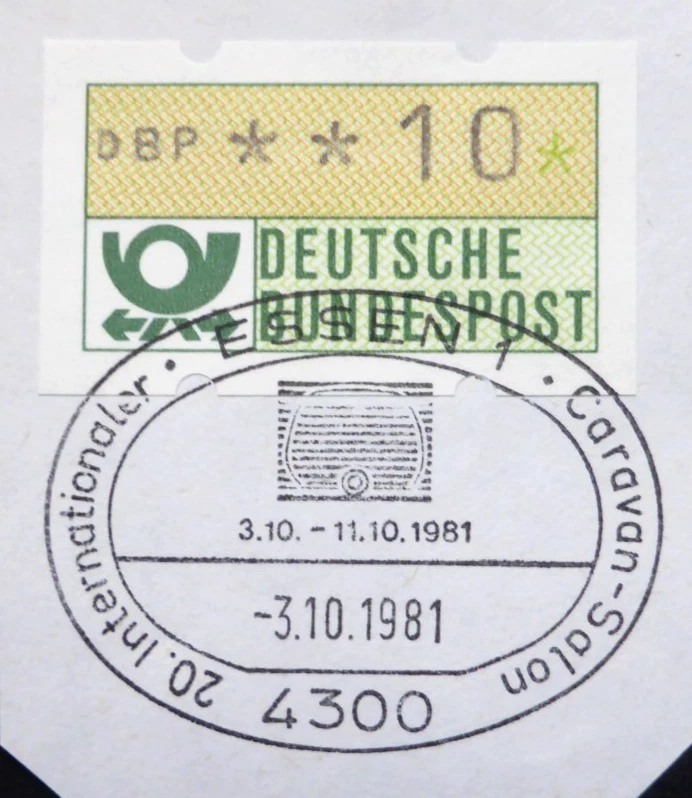 DBP **10*
DEUTSCHE
BUNDESPOST
ESSEN 1
20. Internationaler · · Caravan-Salon
3.10. - 11.10.1981
-3.10.1981
4300